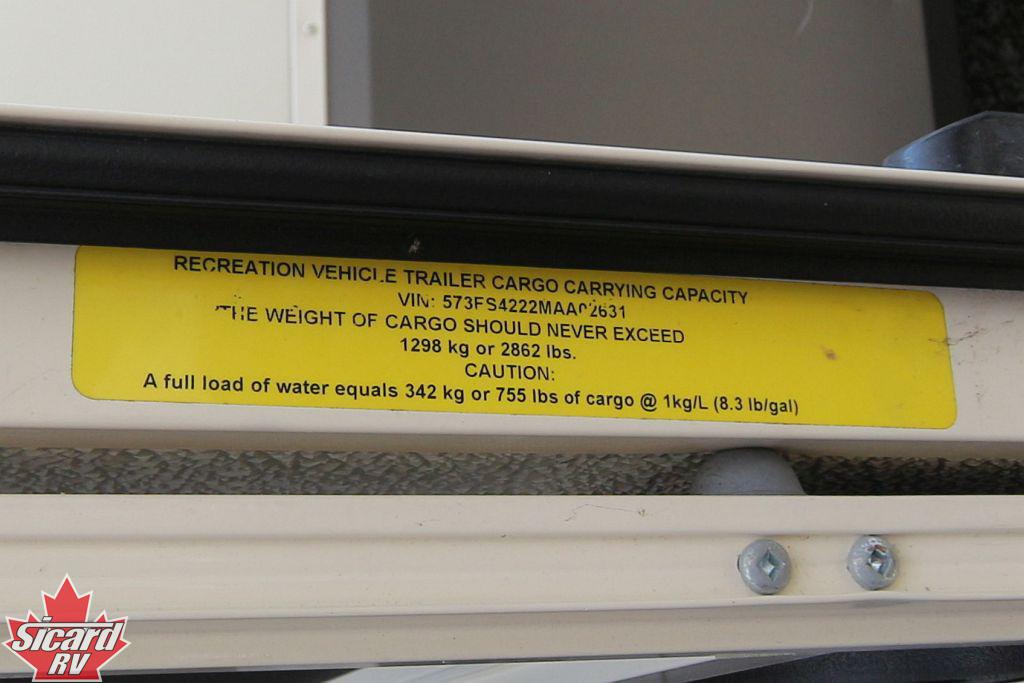 RECREATION VEHICLE TRAILER CARGO CARRYING CAPACITY
VIN: 573FS4222MAA02631
THE WEIGHT OF CARGO SHOULD NEVER EXCEED
1298 kg or 2862 lbs.
CAUTION:
A full load of water equals 342 kg or 755 lbs of cargo @ 1kg/L (8.3 lb/gal)
Sicard
RV